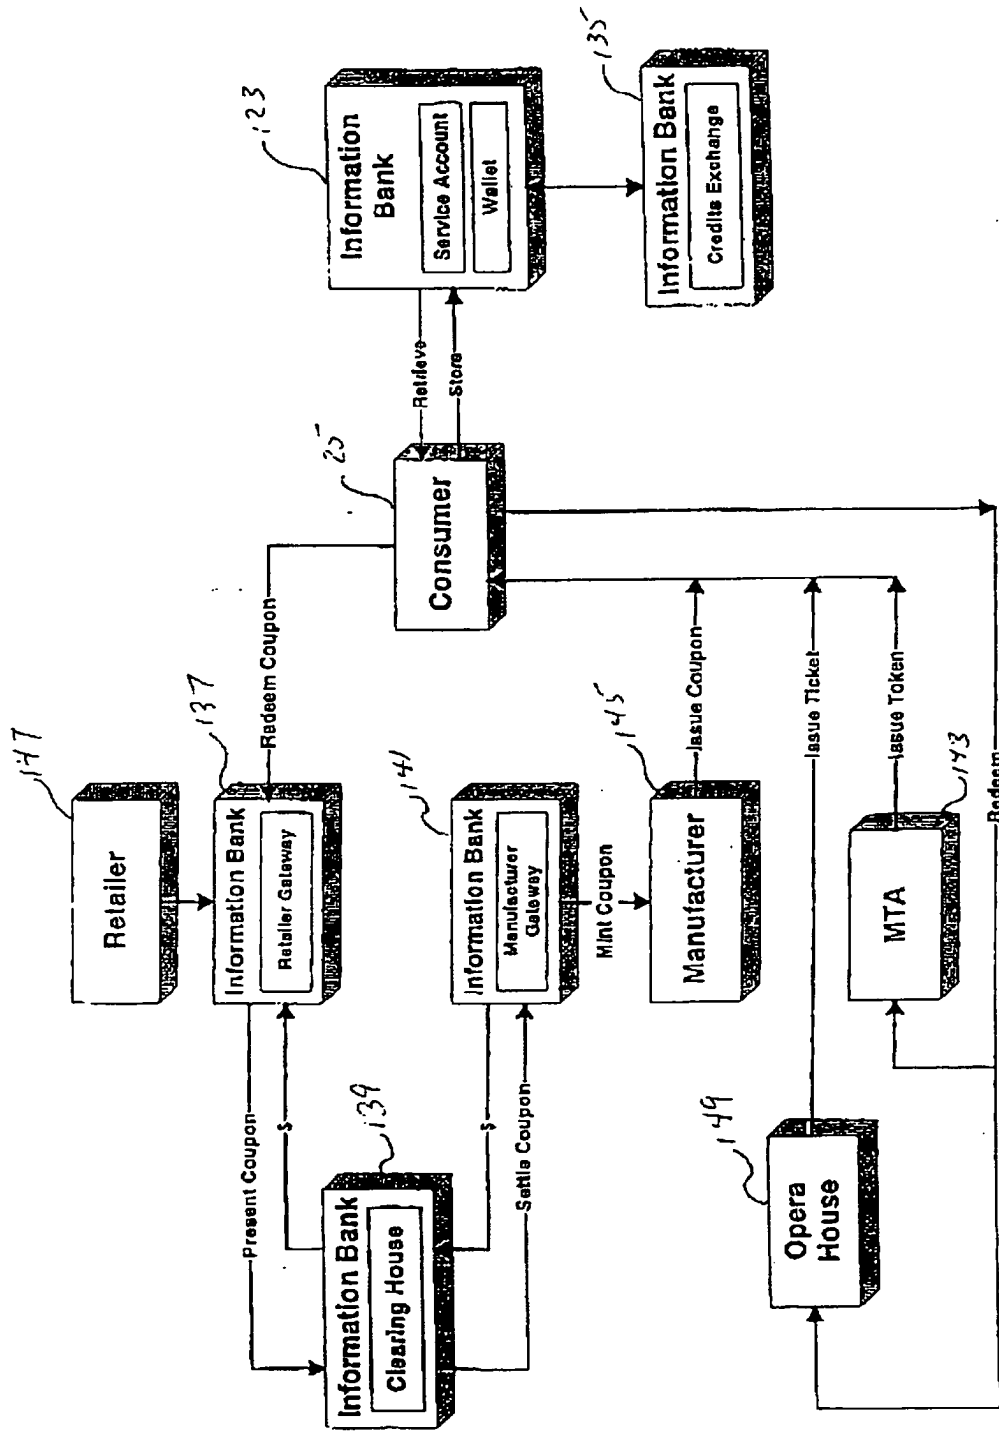 147
Retailer
137
Information Bank
Retailer Gateway
Redeem Coupon
Present Coupon
$
139
Information Bank
Clearing House
$
Settle Coupon
141
Information Bank
Manufacturer
Gateway
Mint Coupon
145
Manufacturer
Issue Coupon
25
Consumer
Retrieve
Store
123
Information
Bank
Service Account
Wallet
135
Information Bank
Credits Exchange
149
Opera
House
Issue Ticket
143
MTA
Issue Token
Redeem